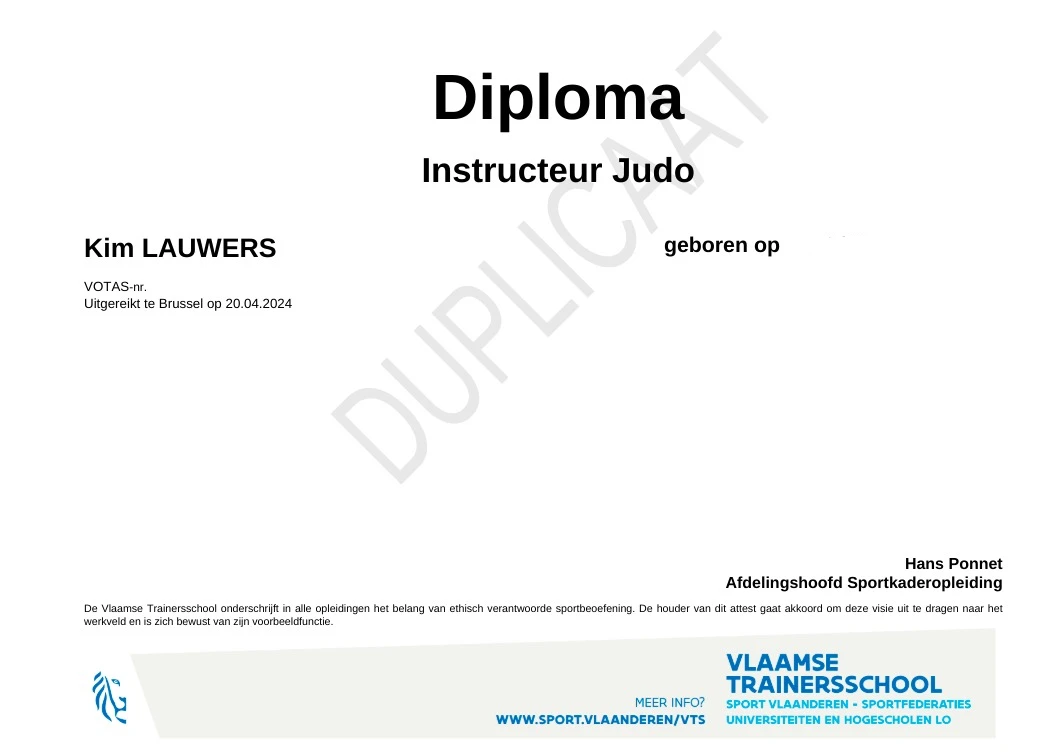 Diploma
Instructeur Judo
DUPLICAAT
Kim LAUWERS
geboren op
VOTAS-nr.
Uitgereikt te Brussel op 20.04.2024
Hans Ponnet
Afdelingshoofd Sportkaderopleiding
De Vlaamse Trainersschool onderschrijft in alle opleidingen het belang van ethisch verantwoorde sportbeoefening. De houder van dit attest gaat akkoord om deze visie uit te dragen naar het
werkveld en is zich bewust van zijn voorbeeldfunctie.
MEER INFO?
WWW.SPORT.VLAANDEREN/VTS
VLAAMSE
TRAINERSSCHOOL
SPORT VLAANDEREN - SPORTFEDERATIES
UNIVERSITEITEN EN HOGESCHOLEN LO